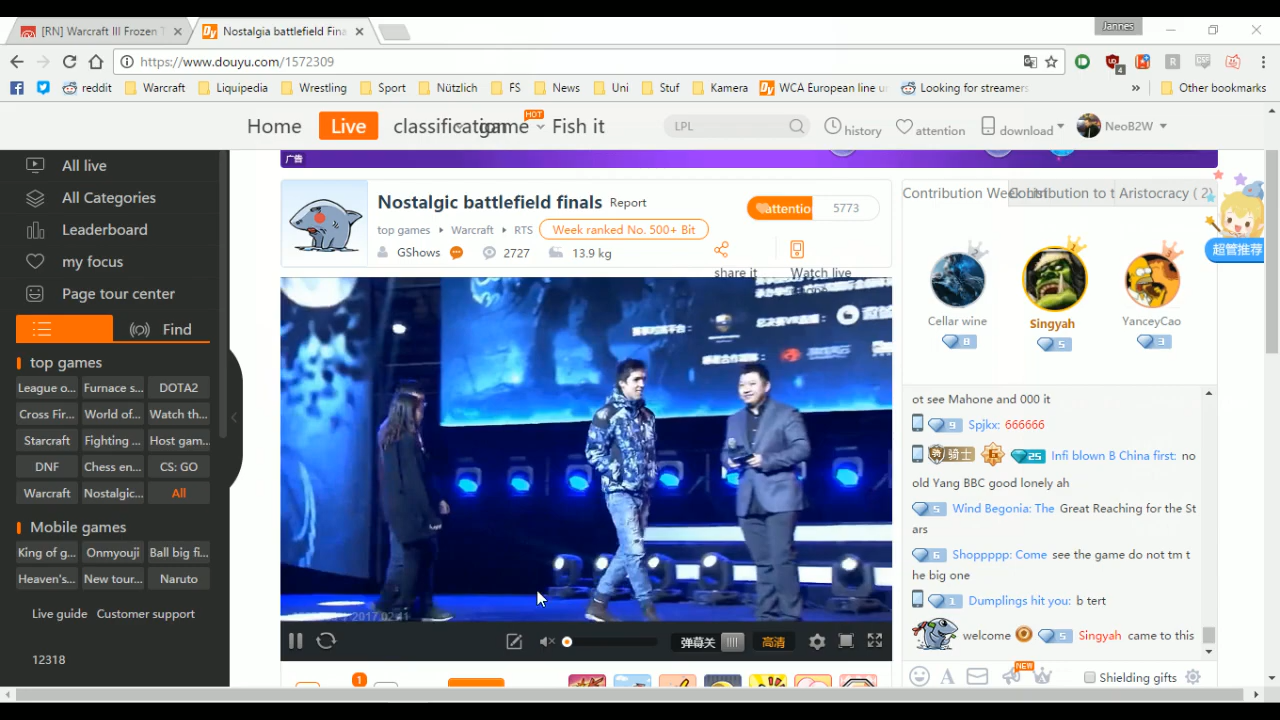 [RN] Warcraft III Frozen T
Nostalgia battlefield Fina
Jannes
https://www.douyu.com/1572309
reddit
Warcraft
Liquipedia
Wrestling
Sport
Nützlich
FS
News
Uni
Stuf
Kamera
WCA European line u
Looking for streamers
»
Other bookmarks
Home
Live
classification
game
HOT
Fish it
LPL
history
attention
download
NeoB2W
All live
All Categories
Leaderboard
my focus
Page tour center
Find
top games
League o... Furnace s... DOTA2
Cross Fir... World of... Watch th...
Starcraft Fighting ... Host gam...
DNF Chess en... CS: GO
Warcraft Nostalgic... All
Mobile games
King of g... Onmyouji Ball big fi...
Heaven's... New tour... Naruto
Live guide Customer support
12318
广告
Nostalgic battlefield finals
Report
attentio
5773
top games Warcraft RTS
Week ranked No. 500+ Bit
GShows
2727
13.9 kg
share it
Watch live
弹幕关
高清
1
Contribution Week
Contribution to t
Aristocracy ( 2)
超管推荐
Cellar wine
8
Singyah
5
YanceyCao
3
ot see Mahone and 000 it
9 Spjkx: 666666
骑士 6 25 Infi blown B China first: no
old Yang BBC good lonely ah
5 Wind Begonia: The Great Reaching for the St
ars
6 Shoppppp: Come see the game do not tm t
he big one
1 Dumplings hit you: b tert
welcome 5 Singyah came to this
NEW
Shielding gifts